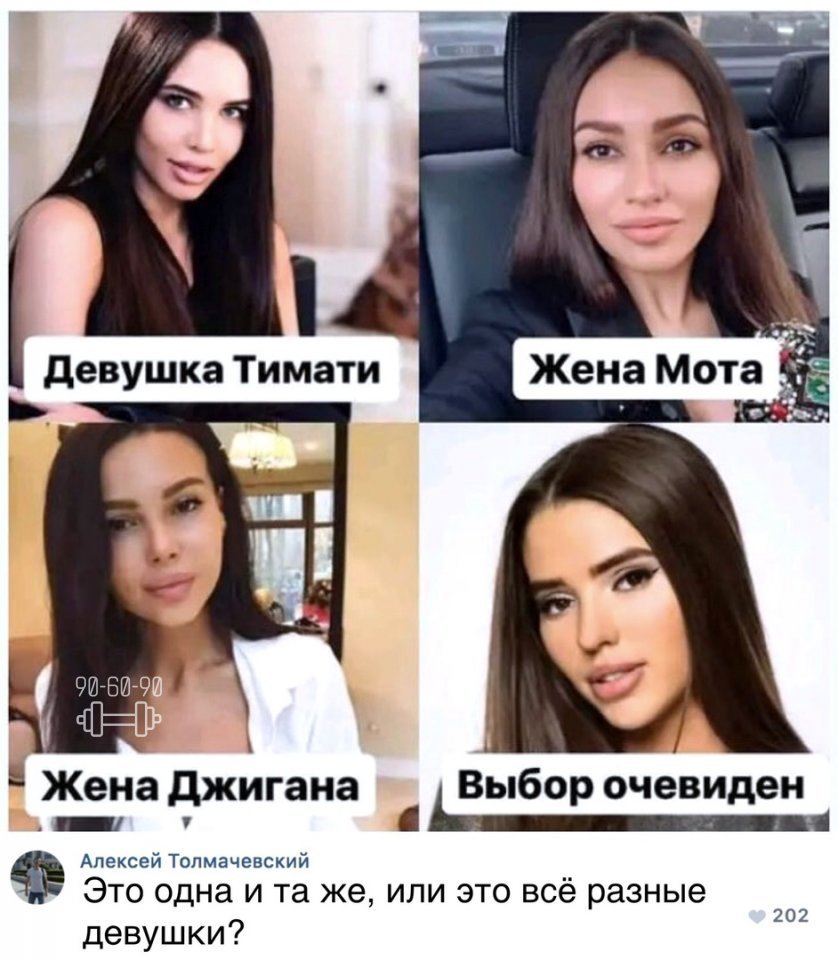 Девушка Тимати
Жена Мота
90-60-90
Жена Джигана
Выбор очевиден
Алексей Толмачевский
Это одна и та же, или это всё разные
девушки?
202